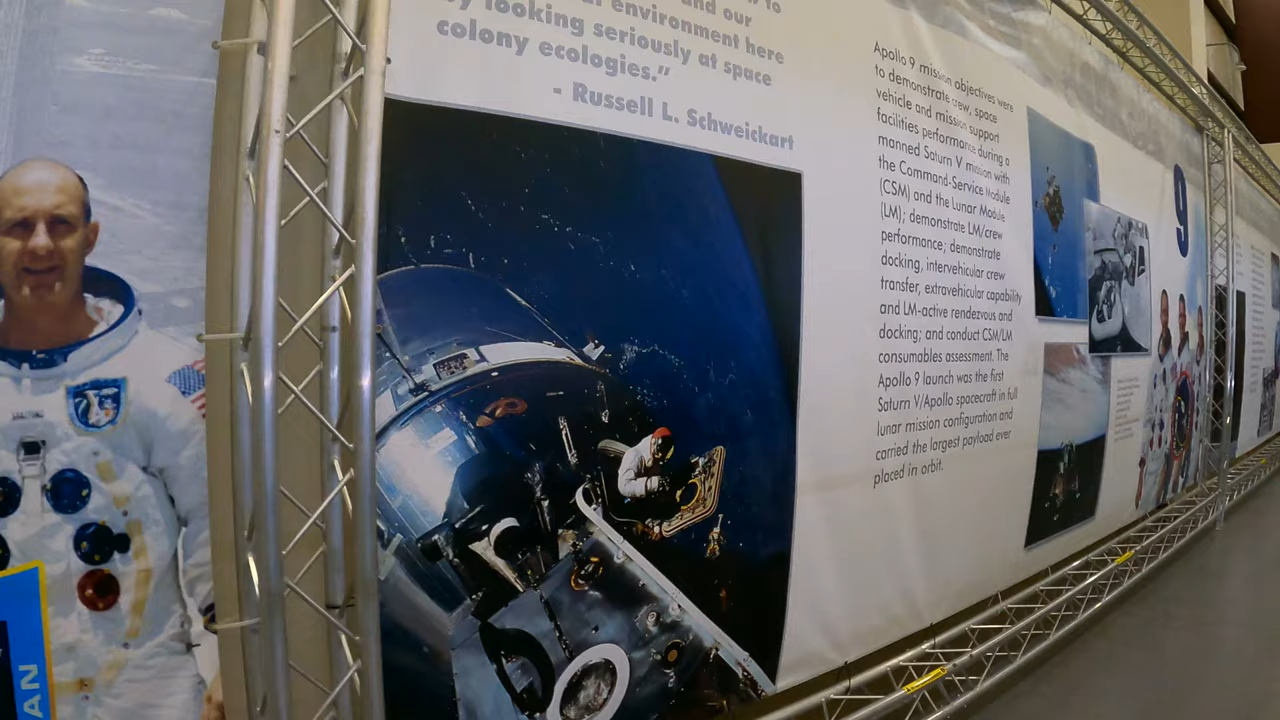 to
and our
environment here
by looking seriously at space
colony ecologies.”
- Russell L. Schweickart
Apollo 9 mission objectives were
to demonstrate crew, space
vehicle and mission support
facilities performance during a
manned Saturn V mission with
the Command-Service Module
(CSM) and the Lunar Module
(LM); demonstrate LM/crew
performance; demonstrate
docking, intervehicular crew
transfer, extravehicular capability
and LM-active rendezvous and
docking; and conduct CSM/LM
consumables assessment. The
Apollo 9 launch was the first
Saturn V/Apollo spacecraft in full
lunar mission configuration and
carried the largest payload ever
placed in orbit.
9
AN